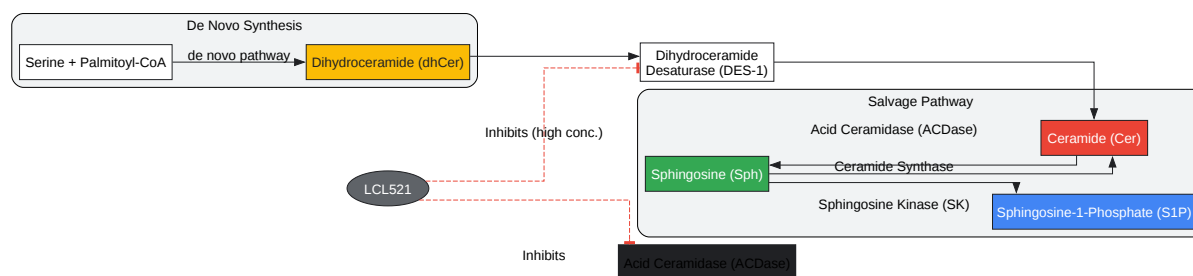 De Novo Synthesis
Serine + Palmitoyl-CoA
de novo pathway
Dihydroceramide (dhCer)
Dihydroceramide
Desaturase (DES-1)
Salvage Pathway
Acid Ceramidase (ACDase)
Ceramide (Cer)
Inhibits (high conc.)
Ceramide Synthase
Sphingosine (Sph)
LCL521
Sphingosine Kinase (SK)
Sphingosine-1-Phosphate (S1P)
Inhibits
Acid Ceramidase (ACDase)